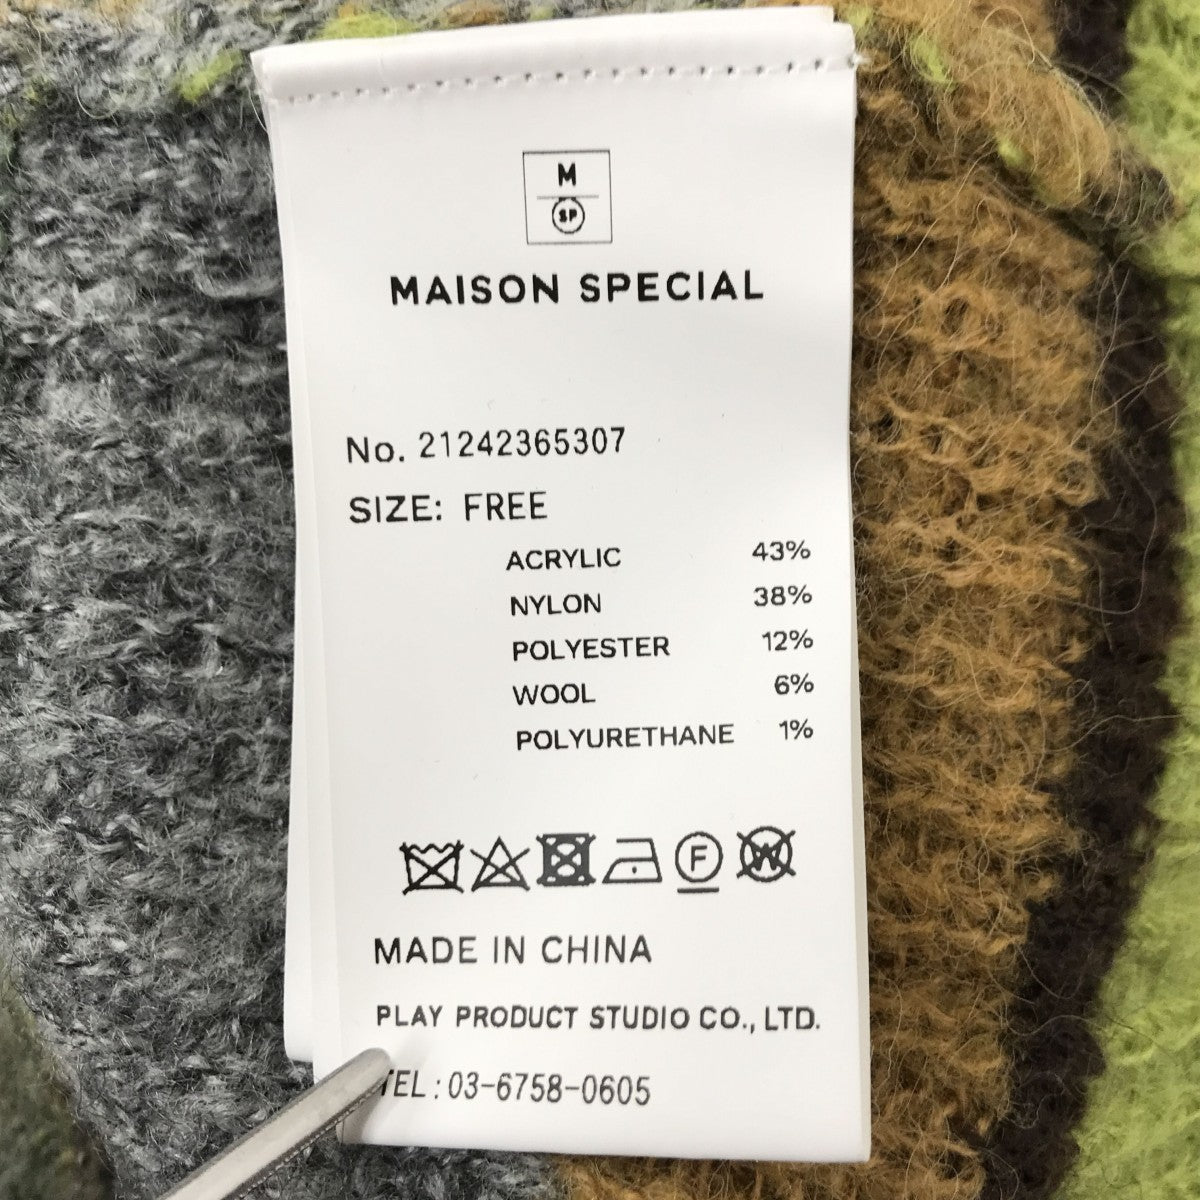 M
SP
MAISON SPECIAL
No. 21242365307
SIZE: FREE
ACRYLIC 43%
NYLON 38%
POLYESTER 12%
WOOL 6%
POLYURETHANE 1%
F W
MADE IN CHINA
PLAY PRODUCT STUDIO CO., LTD.
TEL : 03-6758-0605